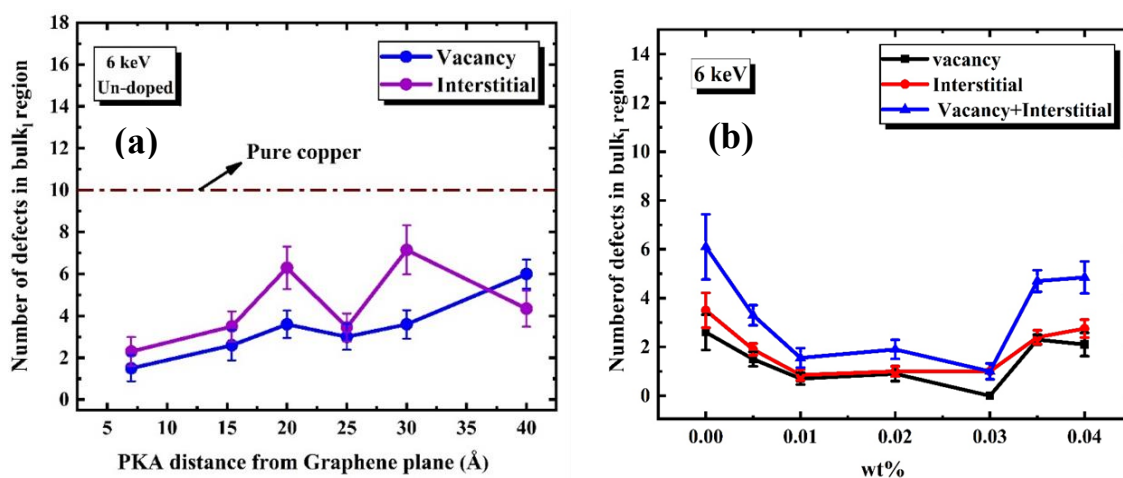 18
16
14
12
10
8
6
4
2
0
Number of defects in bulk₁ region
6 keV
Un-doped
Vacancy
Interstitial
(a)
Pure copper
5 10 15 20 25 30 35 40
PKA distance from Graphene plane (Å)
14
12
10
8
6
4
2
0
Numberof defects in bulk₁ region
6 keV
vacancy
Interstitial
Vacancy+Interstitial
(b)
0.00 0.01 0.02 0.03 0.04
wt%